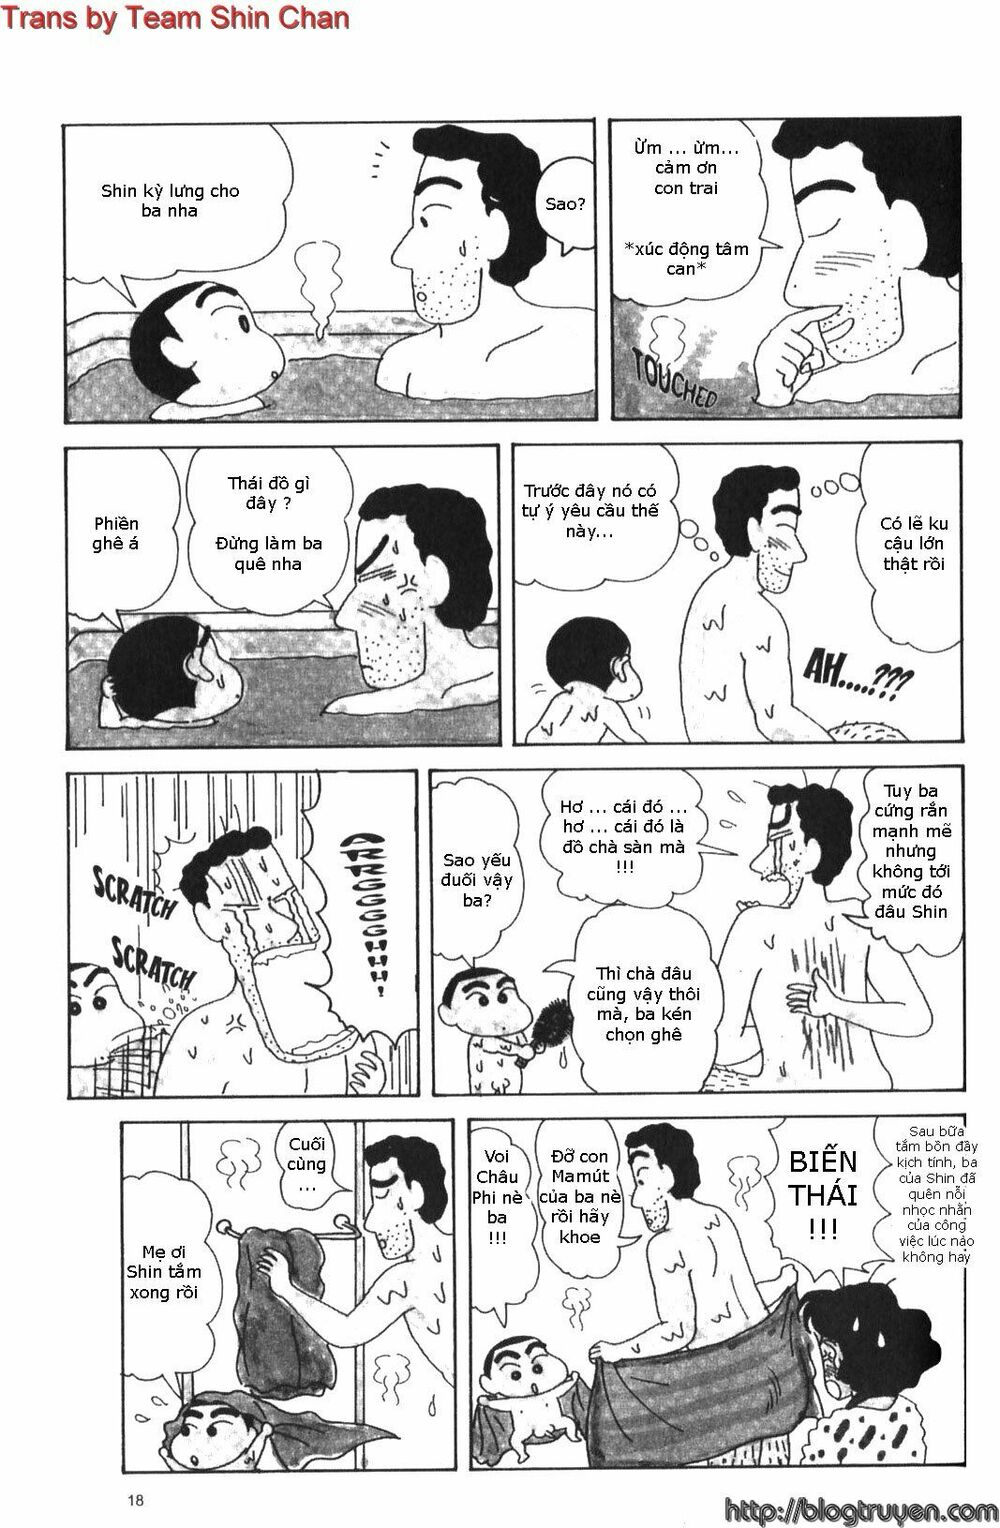 Trans by Team Shin Chan
Shin kỳ lưng cho
ba nha
Sao?
Ừm ... ừm...
cảm ơn
con trai
*xúc động tâm
can*
TOUCHED
Phiền
ghê á
Thái đồ gì
đây ?
Đừng làm ba
quê nha
Trước đây nó có
tự ý yêu cầu thế
này...
Có lẽ ku
cậu lớn
thật rồi
AH.....???
SCRATCH
SCRATCH
ARRGGGGHHH!
Sao yếu
đuối vậy
ba?
Hơ ... cái đó ...
hơ ... cái đó là
đồ chà sàn mà
!!!
Tuy ba
cứng rắn
mạnh mẽ
nhưng
không tới
mức đó
đâu Shin
Thì chà đâu
cũng vậy thôi
mà, ba kén
chọn ghê
Cuối
cùng
...
Mẹ ơi
Shin tắm
xong rồi
Voi
Châu
Phi nè
ba
!!!
Đỡ con
Mamút
của ba nè
rồi hãy
khoe
BIẾN
THÁI
!!!
Sau bữa
tắm bồn đầy
kịch tính, ba
của Shin đã
quên nỗi
nhọc nhằn
của công
việc lúc nảo
không hay
18
http://blogtruyen.com